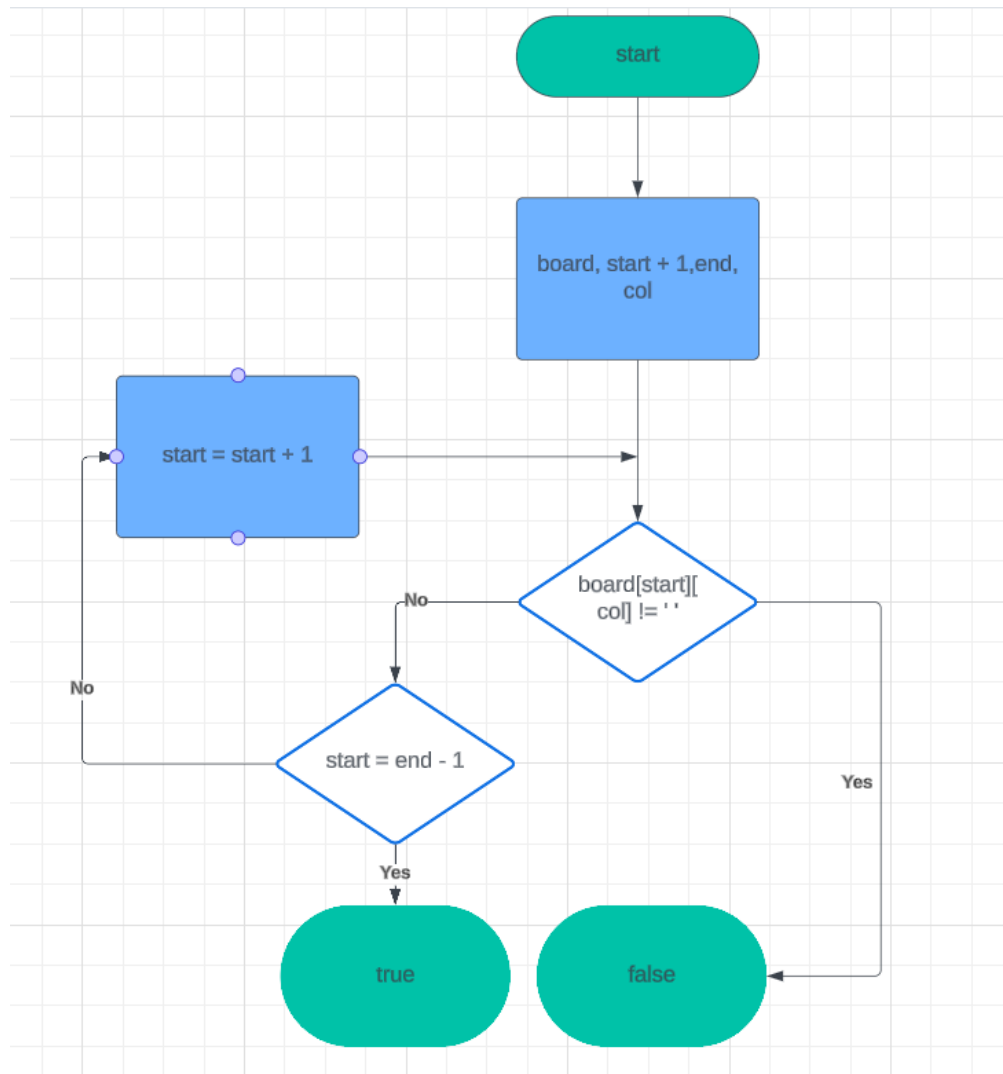 start
board, start + 1,end,
col
start = start + 1
board[start][
col] != ' '
No
No
start = end - 1
Yes
Yes
true
false